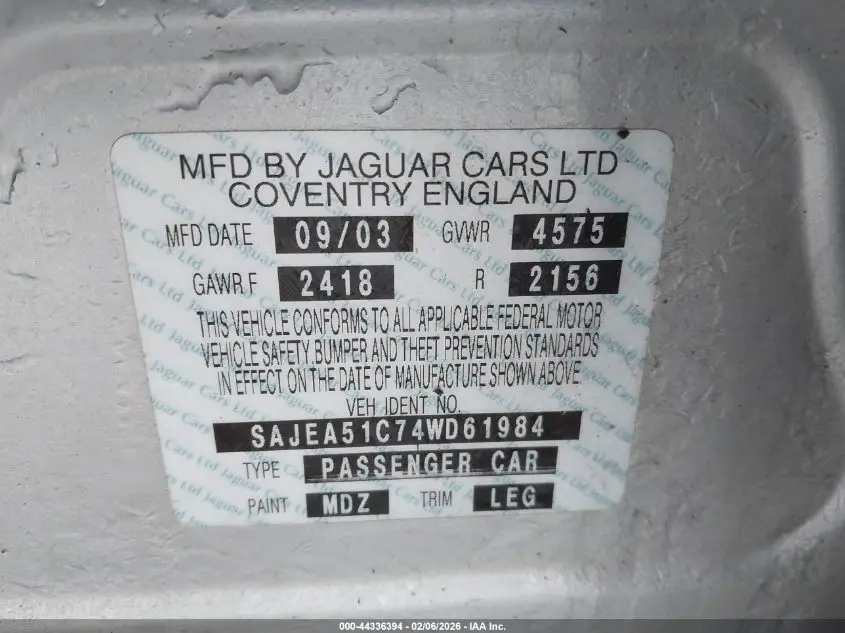 MFD BY JAGUAR CARS LTD
COVENTRY ENGLAND
MFD DATE 09/03 GVWR 4575
GAWR F 2418 R 2156
THIS VEHICLE CONFORMS TO ALL APPLICABLE FEDERAL MOTOR
VEHICLE SAFETY BUMPER AND THEFT PREVENTION STANDARDS
IN EFFECT ON THE DATE OF MANUFACTURE SHOWN ABOVE
VEH IDENT NO.
SAJEA51C74WD61984
TYPE PASSENGER CAR
PAINT MDZ TRIM LEG
000-44336394 - 02/06/2026 - IAA Inc.